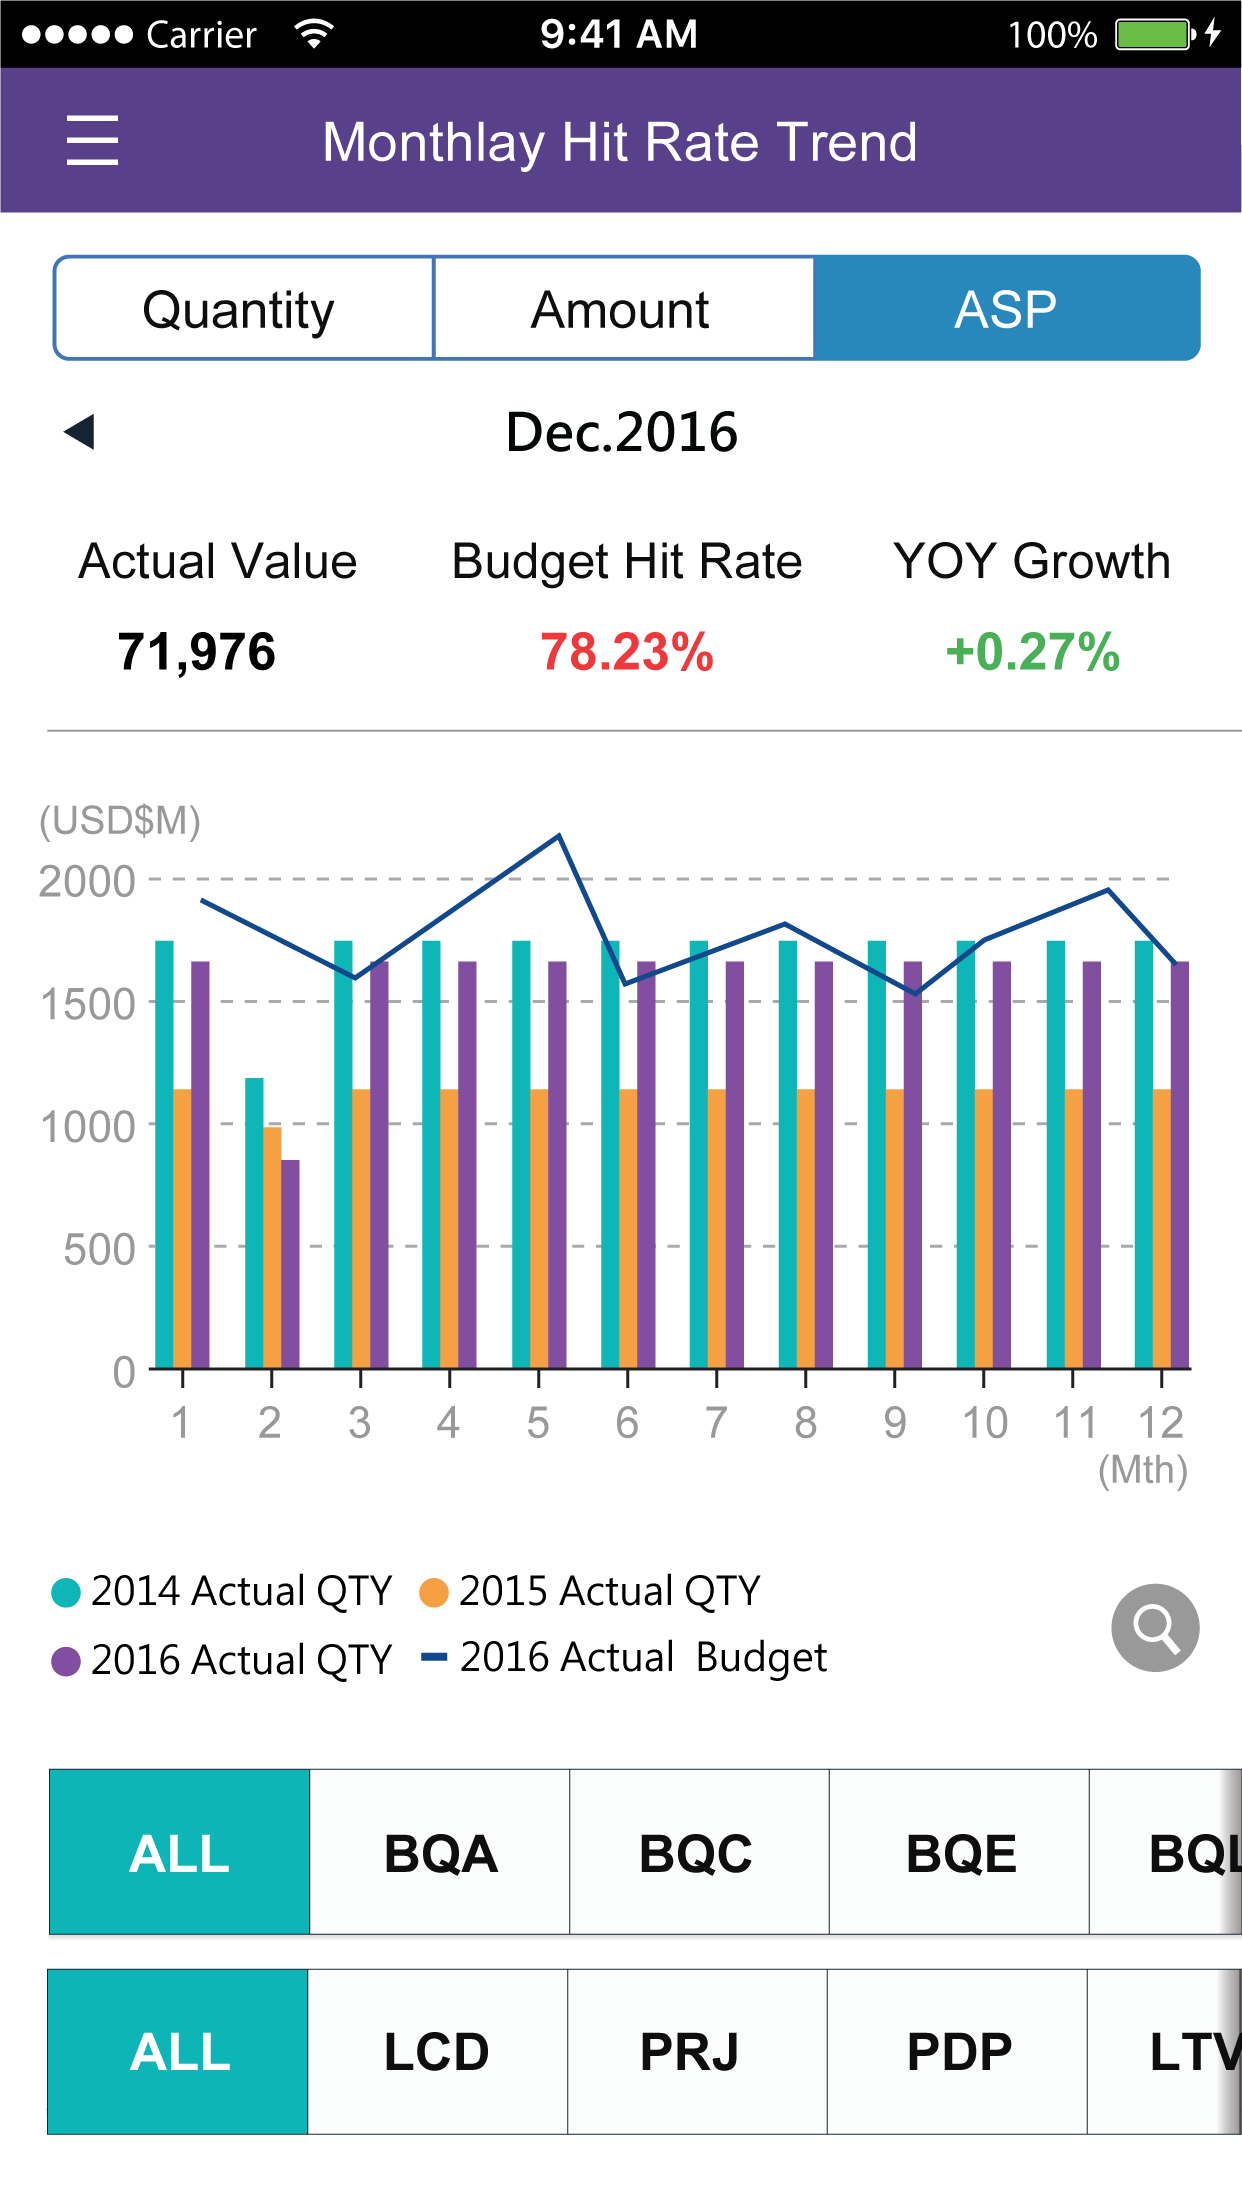 Carrier 9:41 AM 100%
Monthlay Hit Rate Trend
Quantity Amount ASP
Dec.2016
Actual Value Budget Hit Rate YOY Growth
71,976 78.23% +0.27%
(USD$M)
2000
1500
1000
500
0
1 2 3 4 5 6 7 8 9 10 11 12
(Mth)
2014 Actual QTY 2015 Actual QTY
2016 Actual QTY 2016 Actual Budget
ALL BQA BQC BQE BQL
ALL LCD PRJ PDP LTV